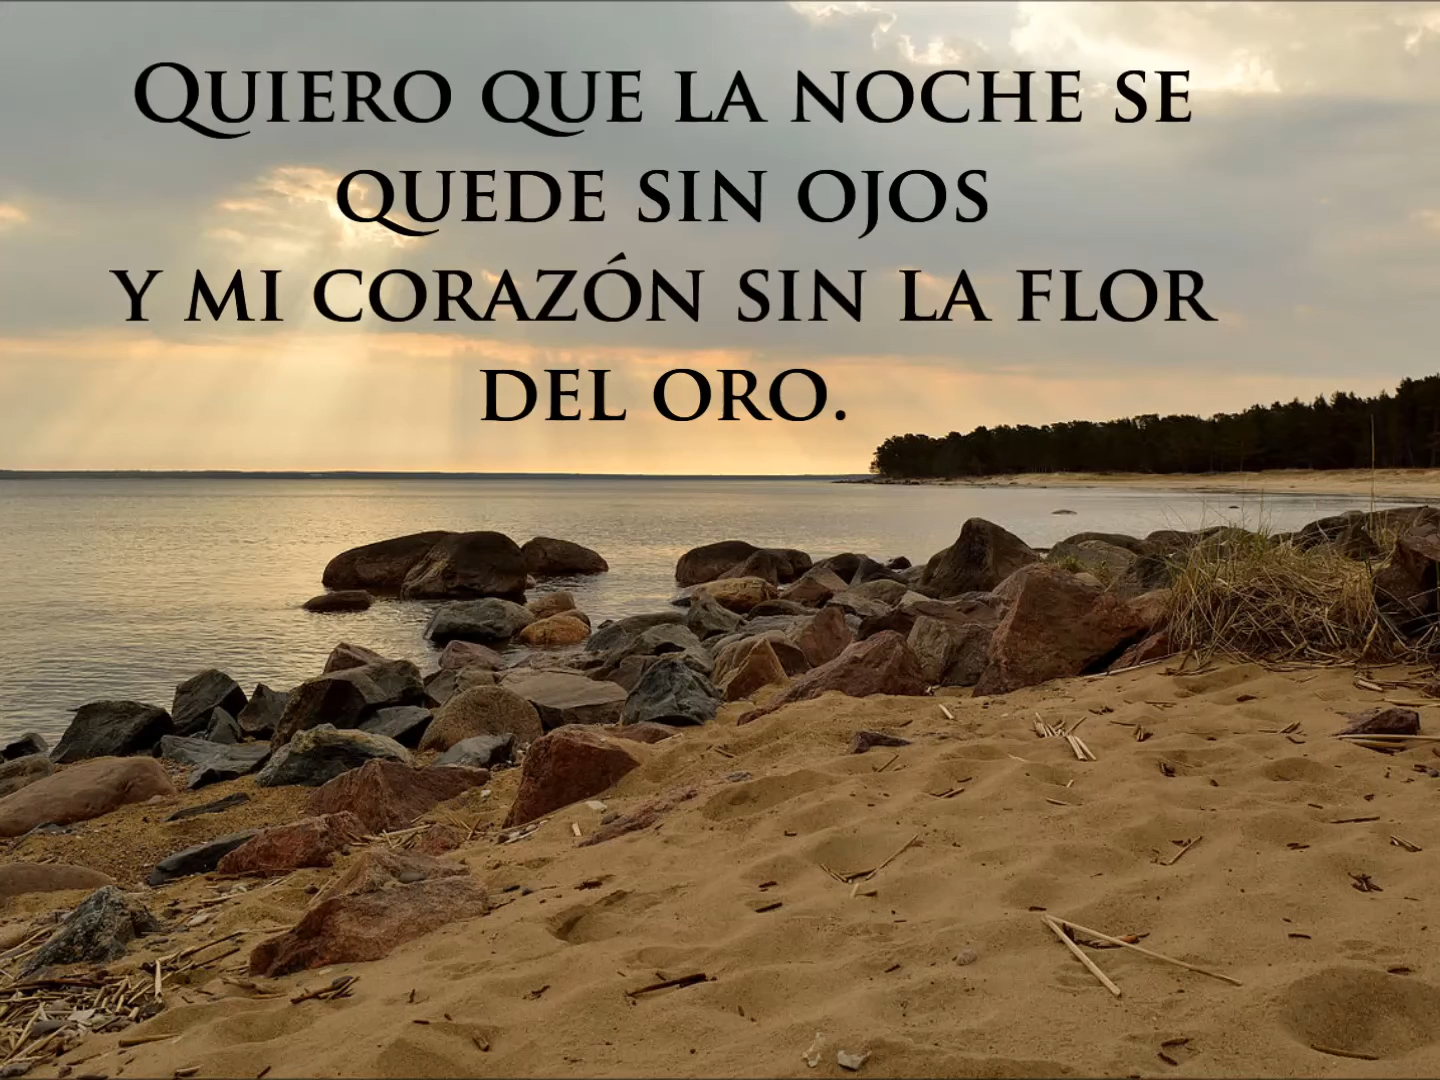 Quiero que la noche se
quede sin ojos
y mi corazón sin la flor
del oro.